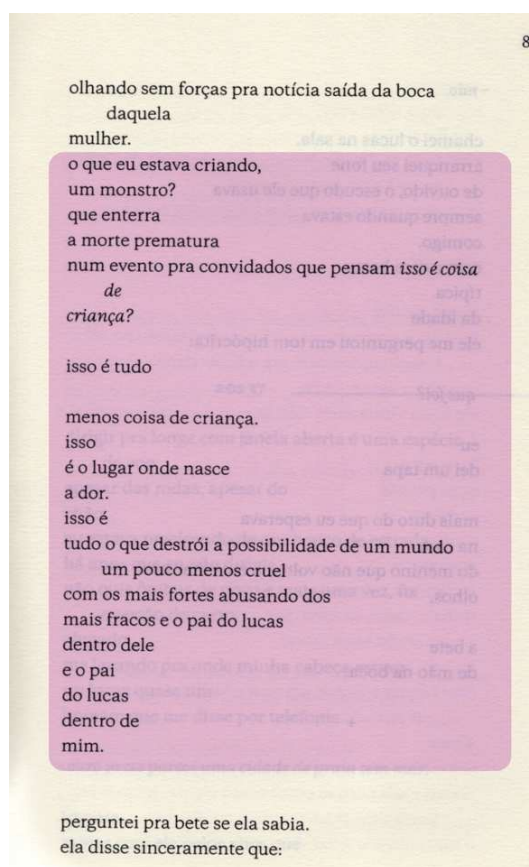 8
olhando sem forças pra notícia saída da boca
daquela
mulher.
o que eu estava criando,
um monstro?
que enterra
a morte prematura
num evento pra convidados que pensam isso é coisa
de
criança?
isso é tudo
menos coisa de criança.
isso
é o lugar onde nasce
a dor.
isso é
tudo o que destrói a possibilidade de um mundo
um pouco menos cruel
com os mais fortes abusando dos
mais fracos e o pai do lucas
dentro dele
e o pai
do lucas
dentro de
mim.
perguntei pra bete se ela sabia.
ela disse sinceramente que: